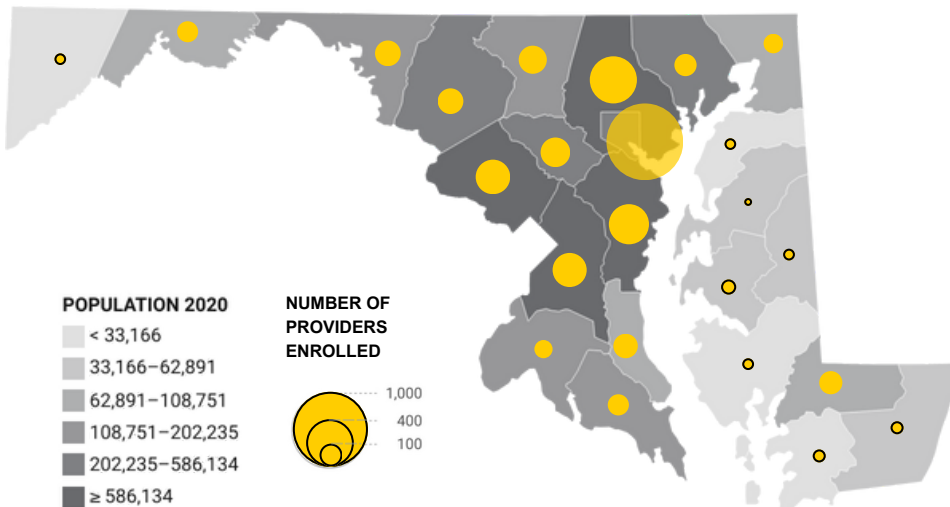 POPULATION 2020
< 33,166
33,166–62,891
62,891–108,751
108,751–202,235
202,235–586,134
≥ 586,134
NUMBER OF
PROVIDERS
ENROLLED
1,000
400
100